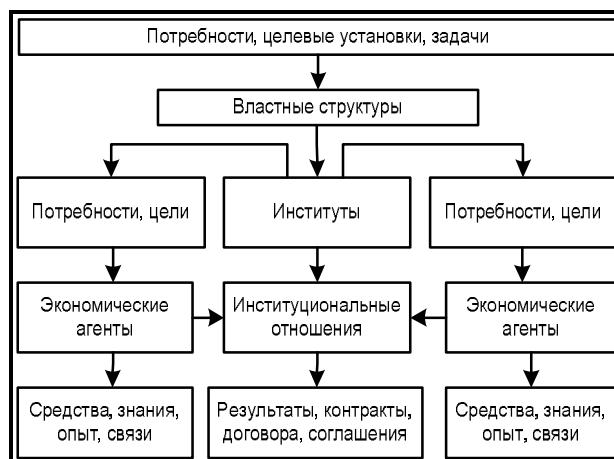 Потребности, целевые установки, задачи
Властные структуры
Потребности, цели
Институты
Потребности, цели
Экономические
агенты
Институциональные
отношения
Экономические
агенты
Средства, знания,
опыт, связи
Результаты, контракты,
договора, соглашения
Средства, знания,
опыт, связи